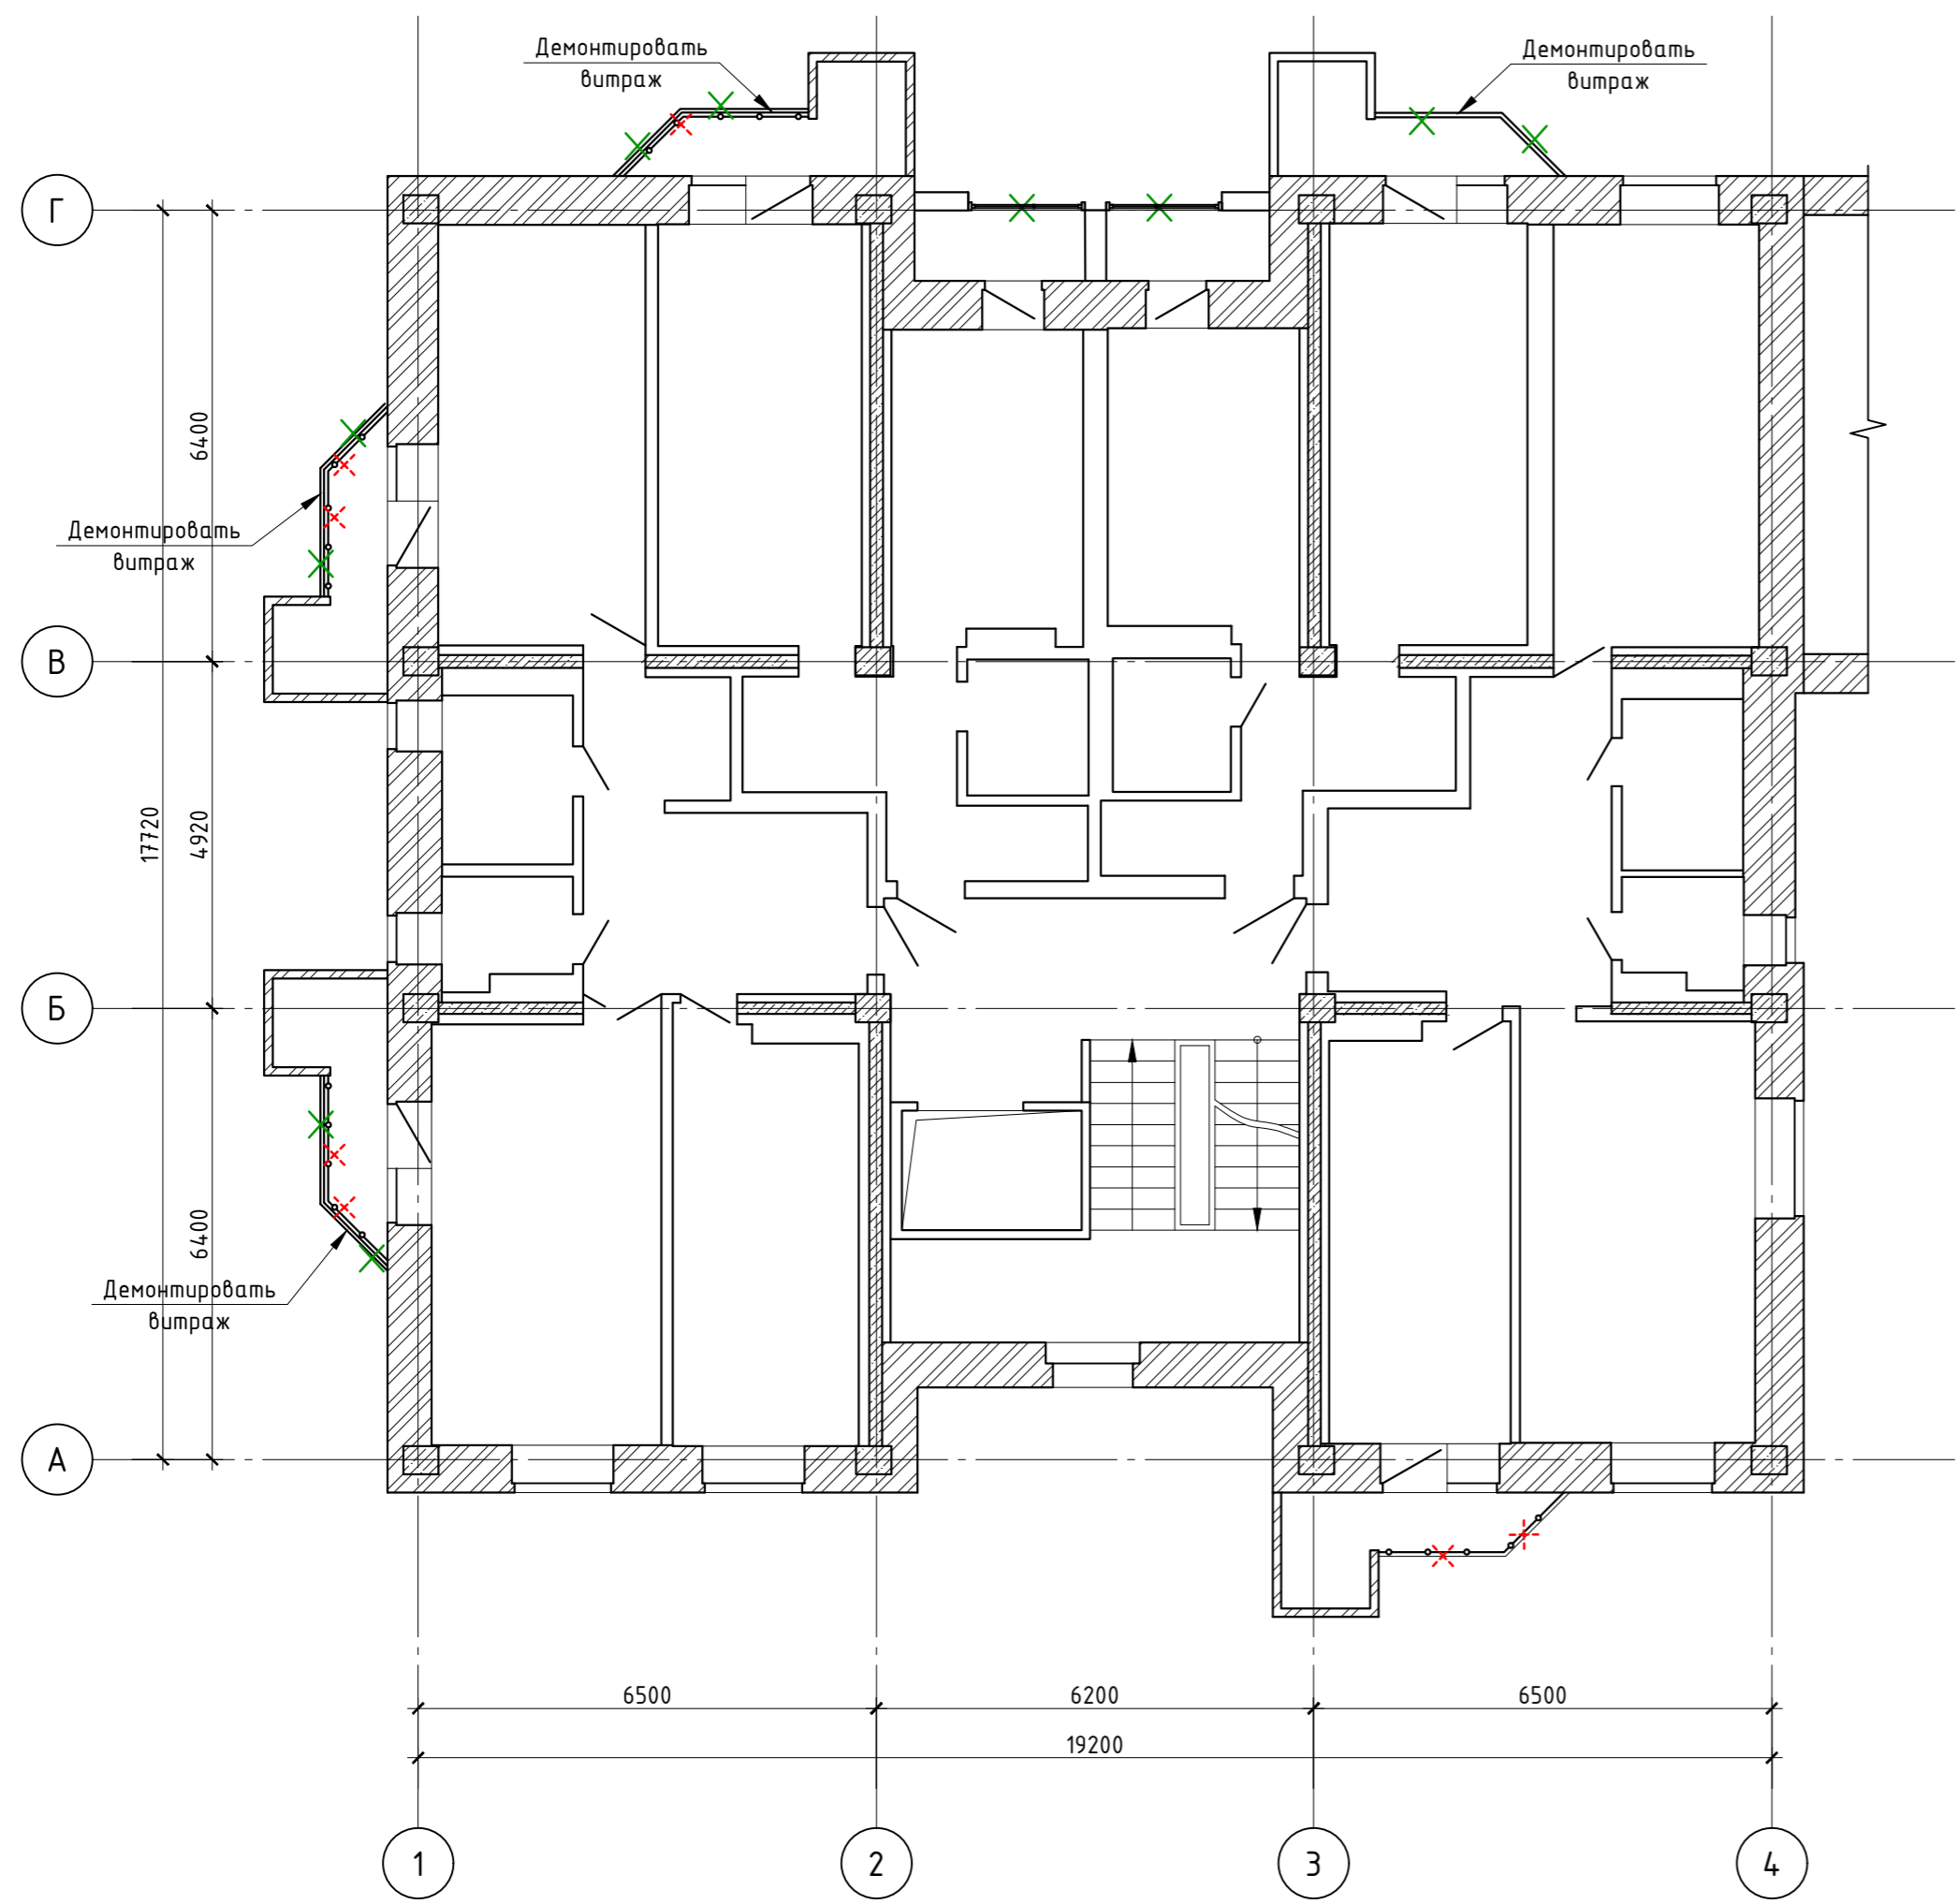 Демонтировать
витраж
Демонтировать
витраж
Г
6400
Демонтировать
витраж
В
17720
4920
Б
6400
Демонтировать
витраж
А
6500
6200
6500
19200
1
2
3
4